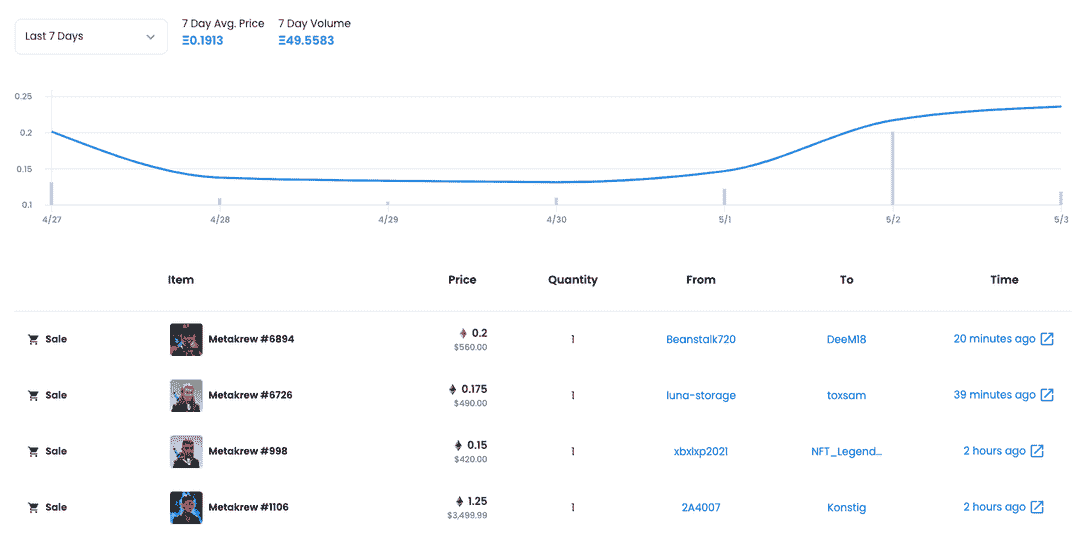 Last 7 Days
7 Day Avg. Price 7 Day Volume
Ξ0.1913 Ξ49.5583
0.25
0.2
0.15
0.1
4/27 4/28 4/29 4/30 5/1 5/2 5/3
Item Price Quantity From To Time
Sale Metakrew #6894 0.2 1 Beanstalk720 DeeM18 20 minutes ago
$560.00
Sale Metakrew #6726 0.175 1 luna-storage toxsam 39 minutes ago
$490.00
Sale Metakrew #998 0.15 1 xbxlxp2021 NFT_Legend... 2 hours ago
$420.00
Sale Metakrew #1106 1.25 1 2A4007 Konstig 2 hours ago
$3,499.99